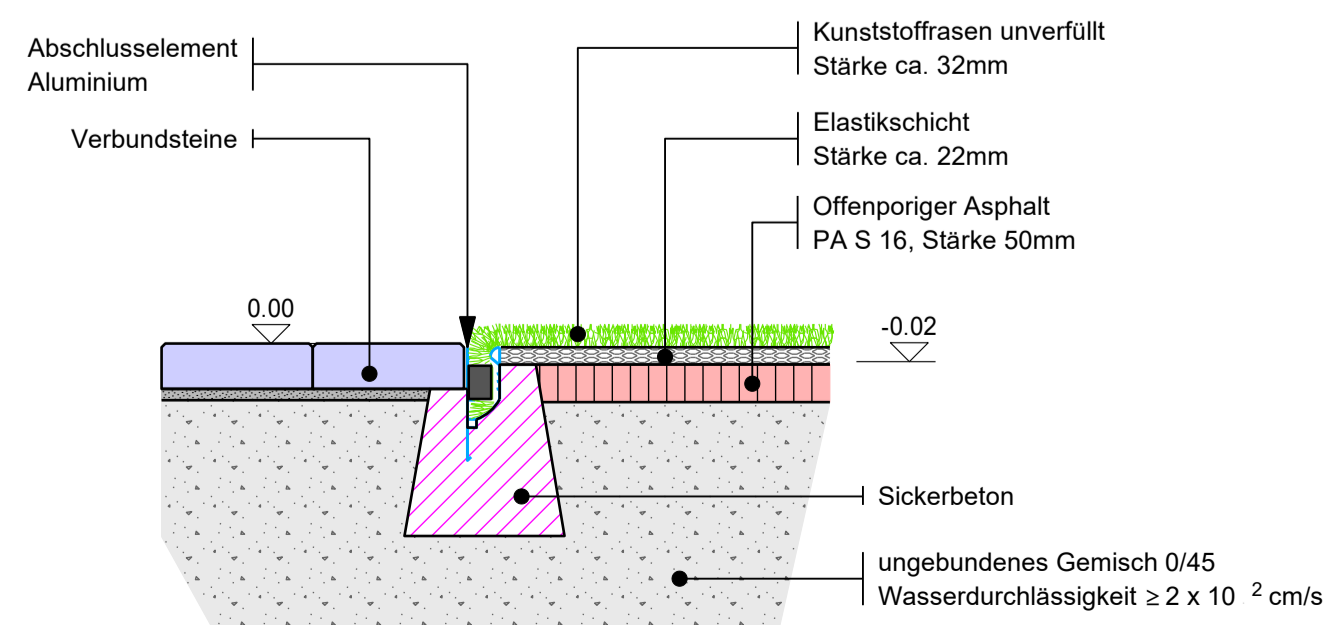 Abschlusselement
Aluminium
Verbundsteine
Kunststoffrasen unverfüllt
Stärke ca. 32mm
Elastikschicht
Stärke ca. 22mm
Offenporiger Asphalt
PA S 16, Stärke 50mm
0.00
-0.02
Sickerbeton
ungebundenes Gemisch 0/45
Wasserdurchlässigkeit ≥ 2 x 10 ² cm/s